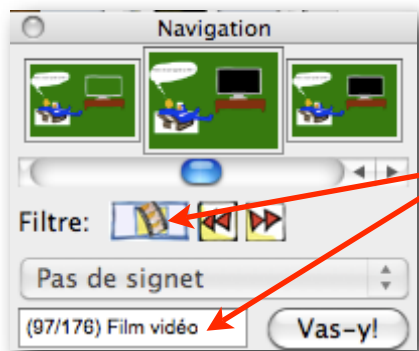 Navigation
Filtre:
Pas de signet
(97/176) Film vidéo
Vas-y!